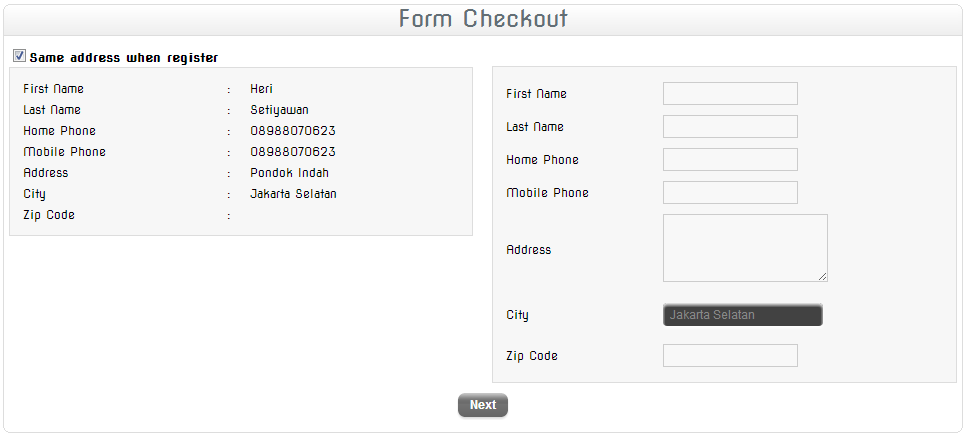 Form Checkout
Same address when register
First Name : Heri
Last Name : Setiyawan
Home Phone : 08988070623
Mobile Phone : 08988070623
Address : Pondok Indah
City : Jakarta Selatan
Zip Code :
First Name
Last Name
Home Phone
Mobile Phone
Address
City Jakarta Selatan
Zip Code
Next